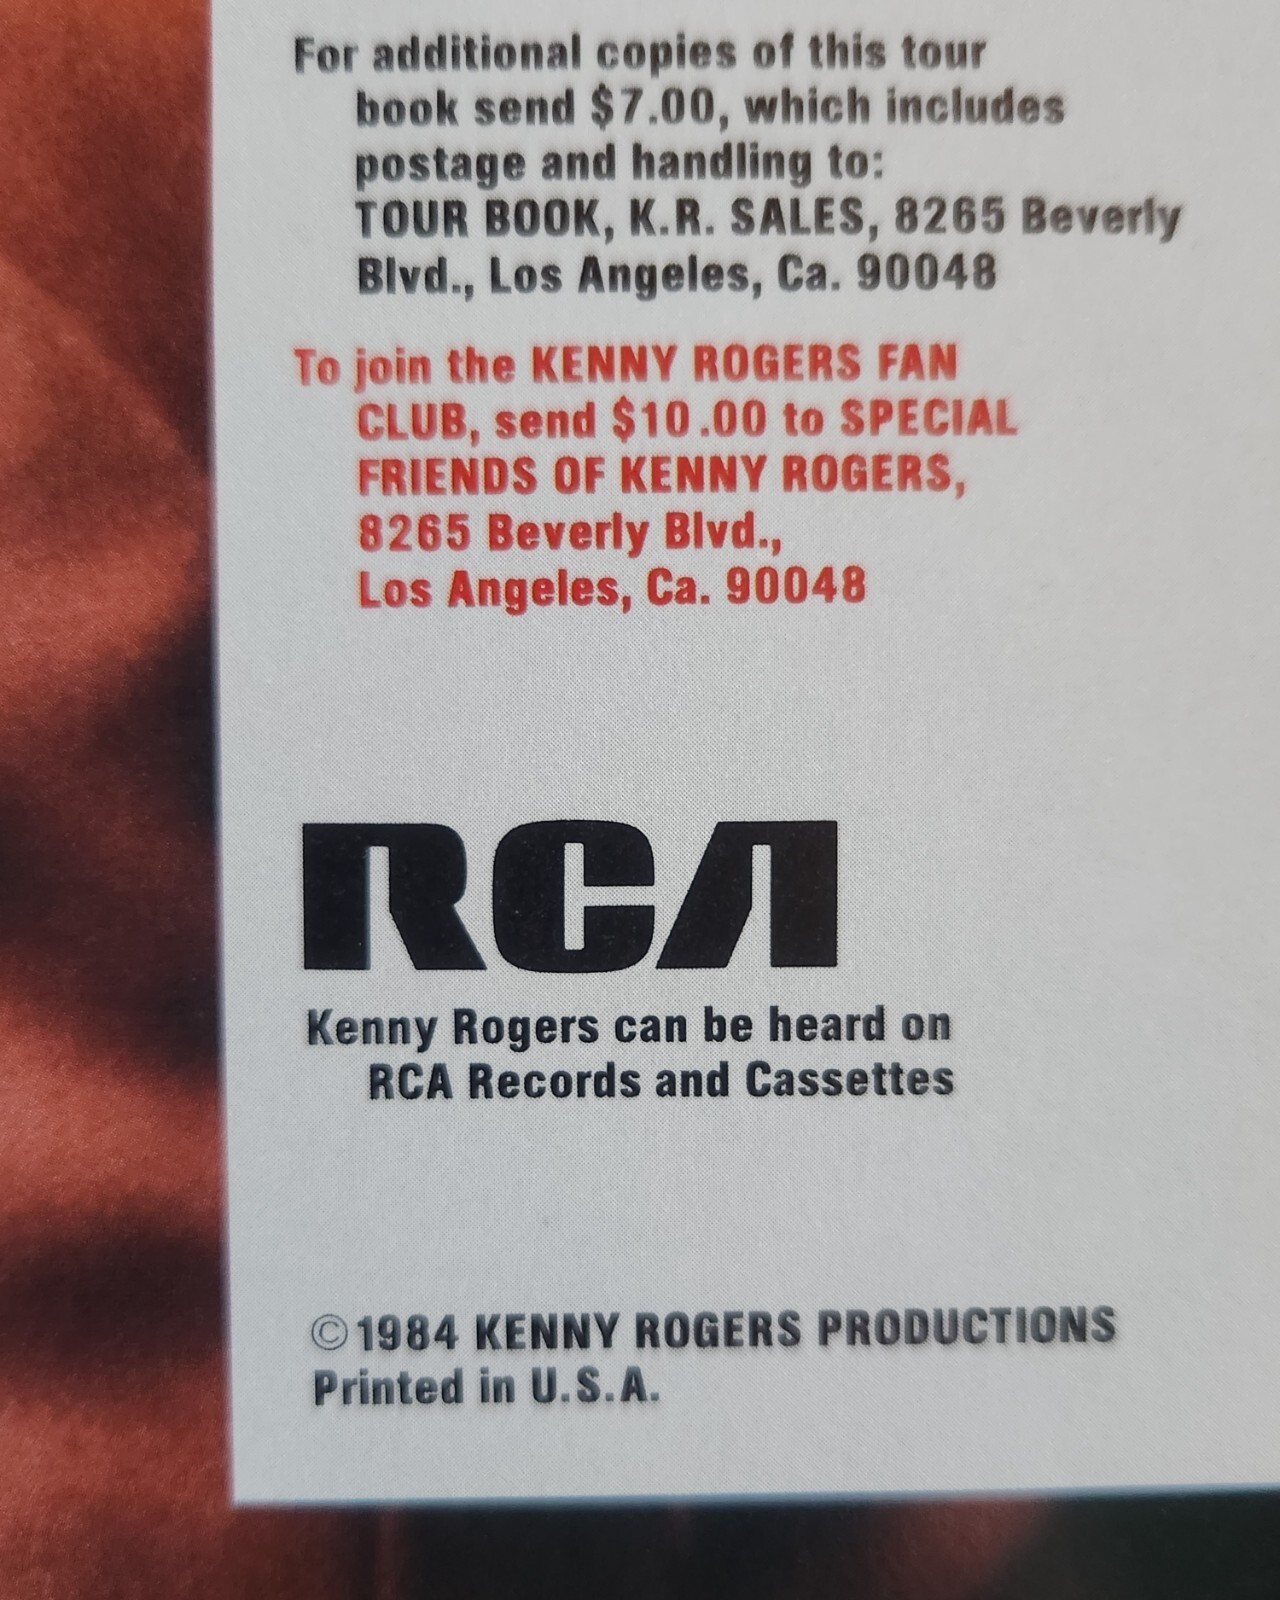 For additional copies of this tour
book send $7.00, which includes
postage and handling to:
TOUR BOOK, K.R. SALES, 8265 Beverly
Blvd., Los Angeles, Ca. 90048
To join the KENNY ROGERS FAN
CLUB, send $10.00 to SPECIAL
FRIENDS OF KENNY ROGERS,
8265 Beverly Blvd.,
Los Angeles, Ca. 90048
RCA
Kenny Rogers can be heard on
RCA Records and Cassettes
©1984 KENNY ROGERS PRODUCTIONS
Printed in U.S.A.